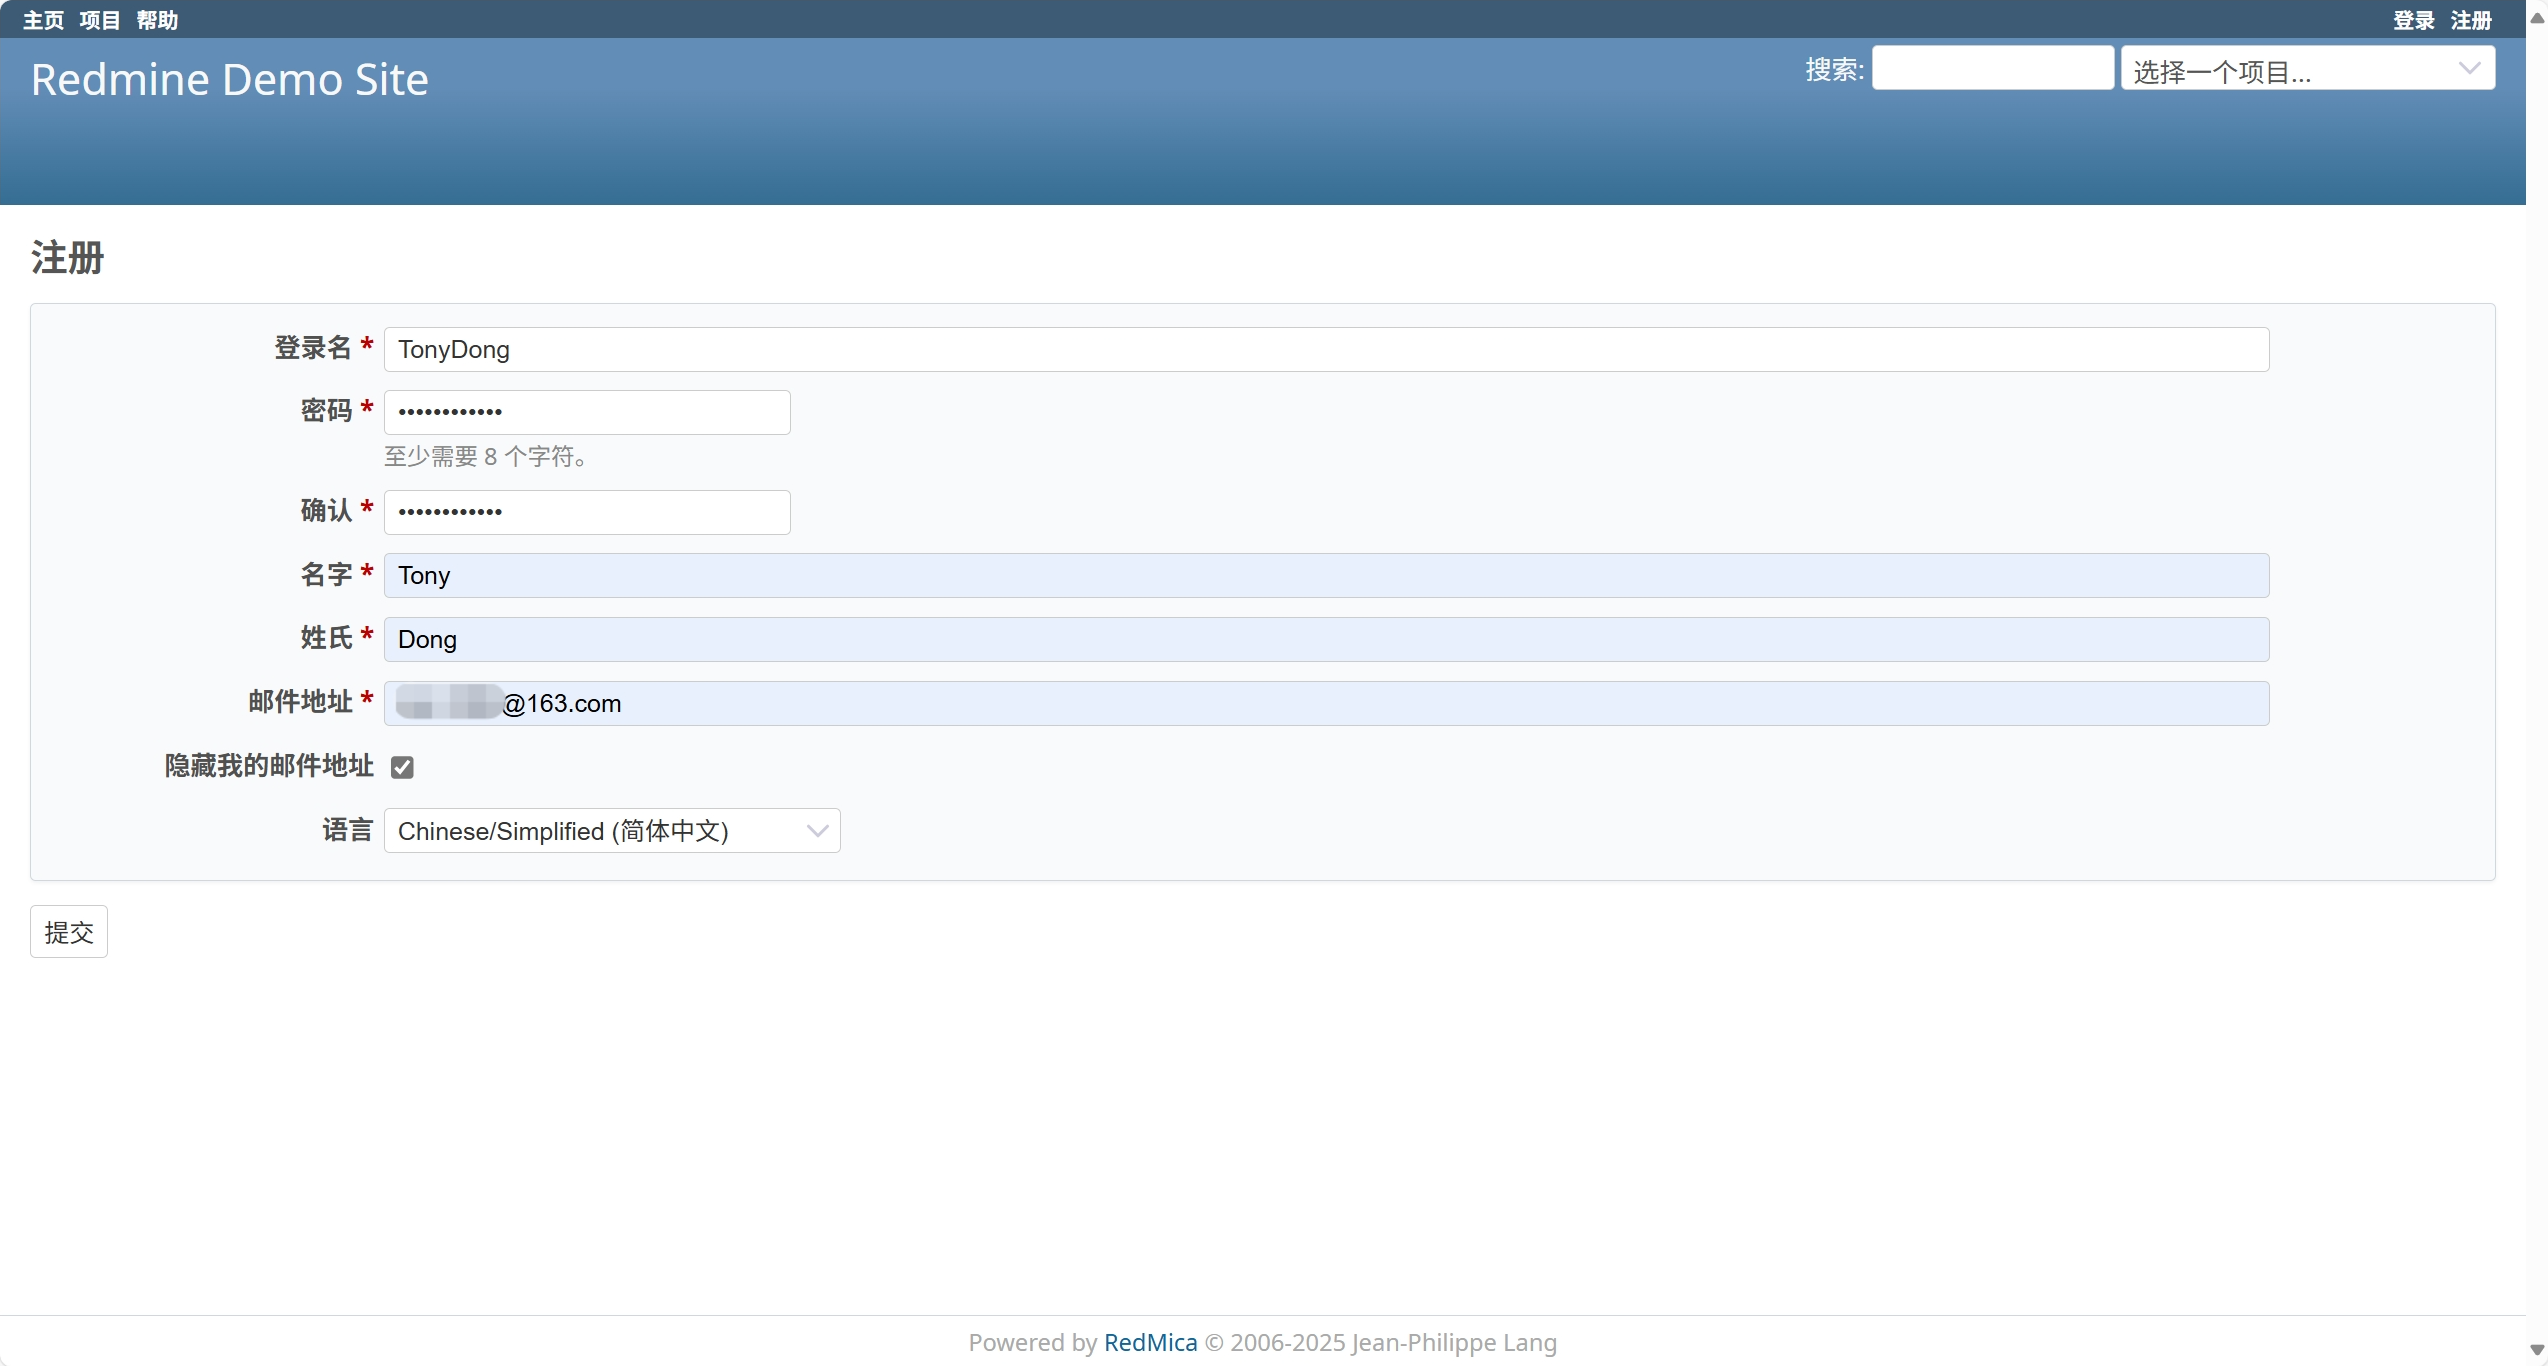 主页 项目 帮助 登录 注册
Redmine Demo Site
搜索: 选择一个项目...
注册
登录名 * TonyDong
密码 * ••••••••••••
至少需要 8 个字符。
确认 * ••••••••••••
名字 * Tony
姓氏 * Dong
邮件地址 * @163.com
隐藏我的邮件地址
语言 Chinese/Simplified (简体中文)
提交
Powered by RedMica © 2006-2025 Jean-Philippe Lang